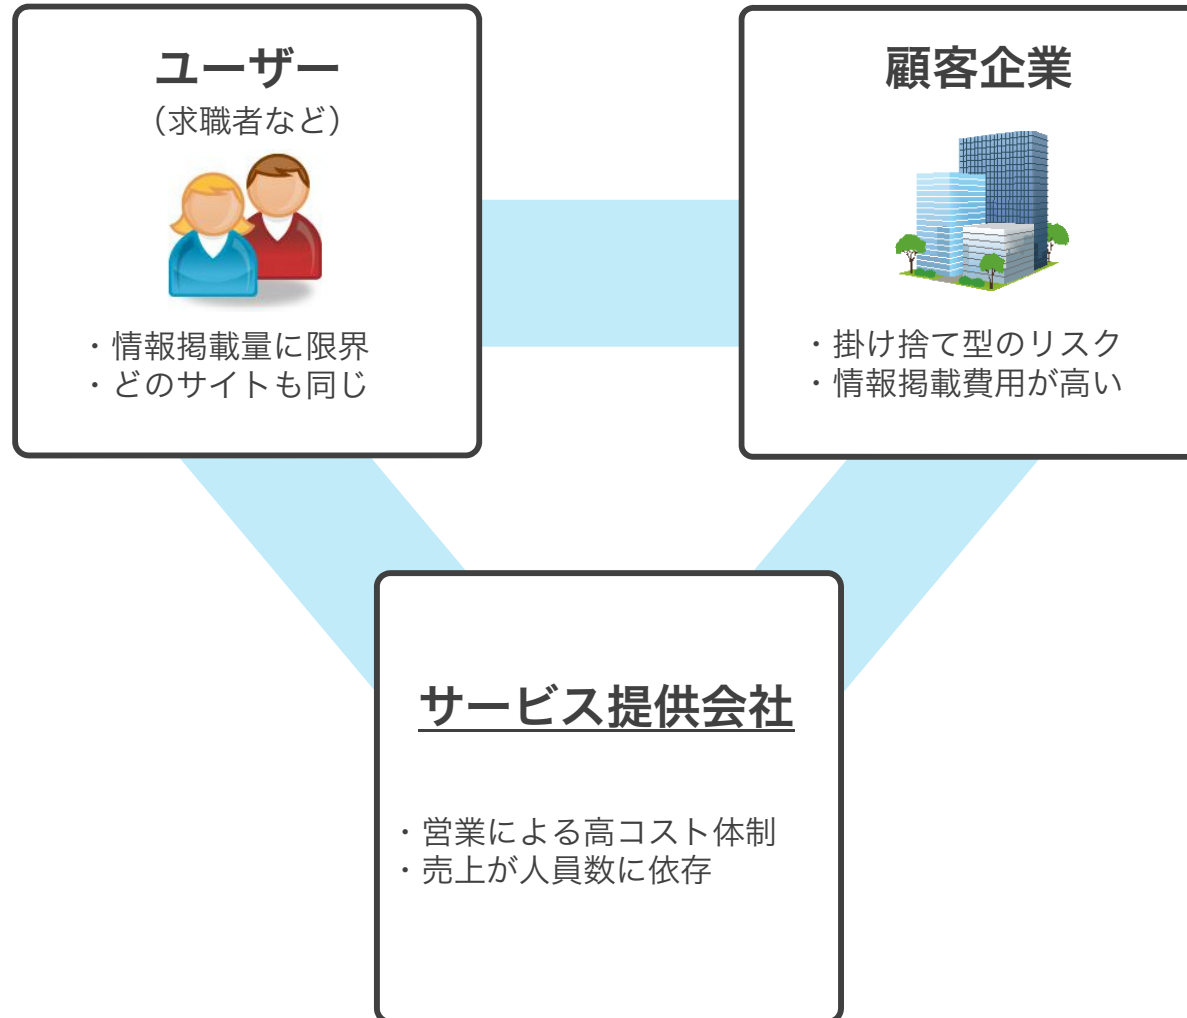 ユーザー
（求職者など）
・情報掲載量に限界
・どのサイトも同じ
顧客企業
・掛け捨て型のリスク
・情報掲載費用が高い
サービス提供会社
・営業による高コスト体制
・売上が人員数に依存